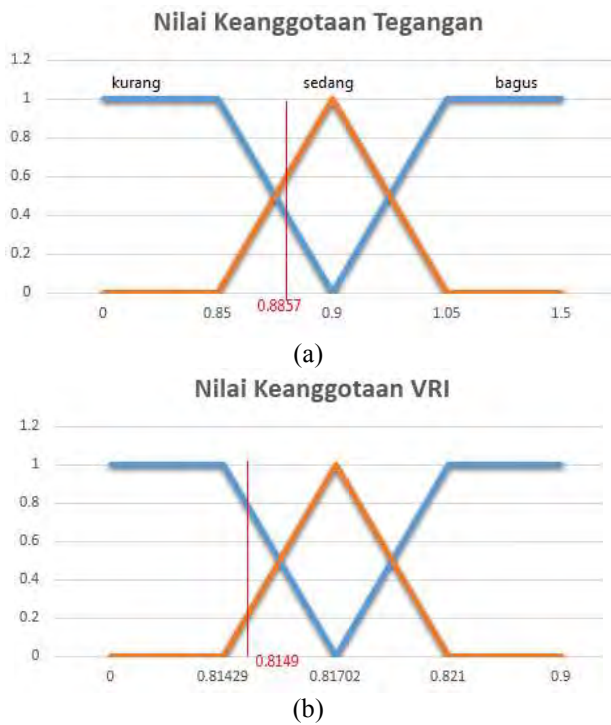 Nilai Keanggotaan Tegangan
1.2
kurang sedang bagus
1
0.8
0.6
0.4
0.2
0
0.8857
0 0.85 0.9 1.05 1.5
(a)
Nilai Keanggotaan VRI
1.2
1
0.8
0.6
0.4
0.2
0
0.8149
0 0.81429 0.81702 0.821 0.9
(b)